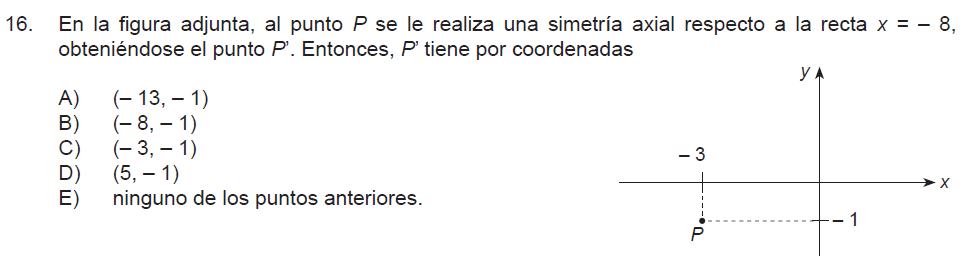 16. En la figura adjunta, al punto P se le realiza una simetría axial respecto a la recta x = – 8,
obteniéndose el punto P’. Entonces, P’ tiene por coordenadas
A) (– 13, – 1)
B) (– 8, – 1)
C) (– 3, – 1)
D) (5, – 1)
E) ninguno de los puntos anteriores.
y
– 3
x
– 1
P